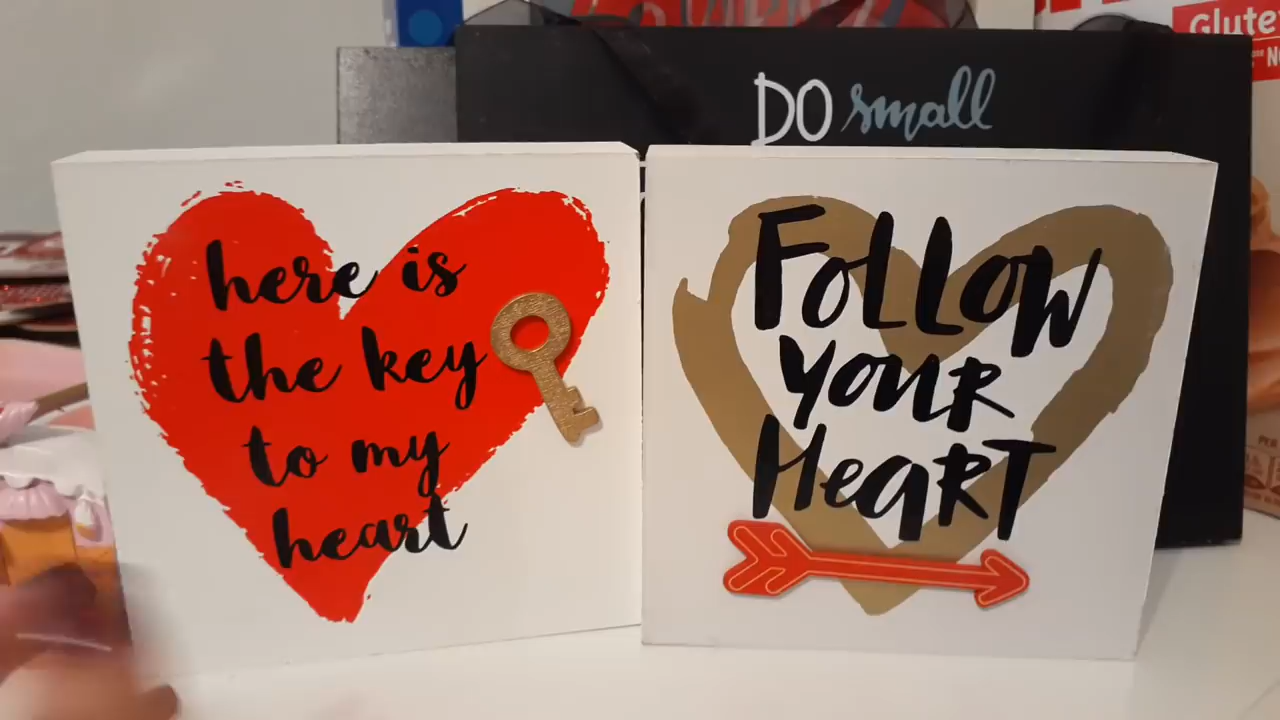 DO small
here is
the key
to my
heart
FoLLoW
YOUR
HeaRT
Glute